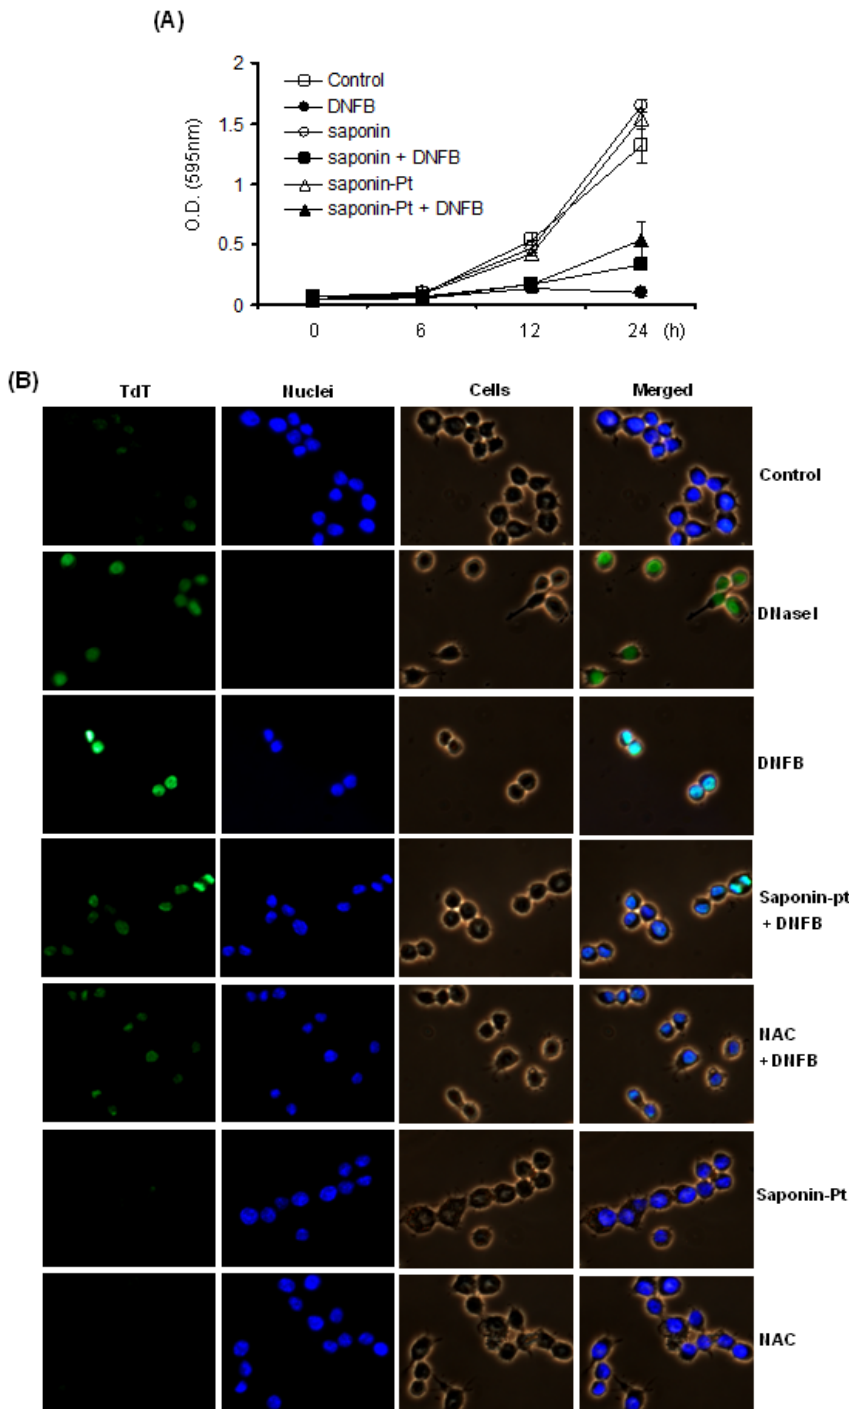 (A)
2
1.5
1
0.5
0
O.D. (595nm)
Control
DNFB
saponin
saponin + DNFB
saponin-Pt
saponin-Pt + DNFB
0 6 12 24 (h)
(B)
TdT Nuclei Cells Merged
Control
DNaseI
DNFB
Saponin-pt
+ DNFB
NAC
+ DNFB
Saponin-Pt
NAC